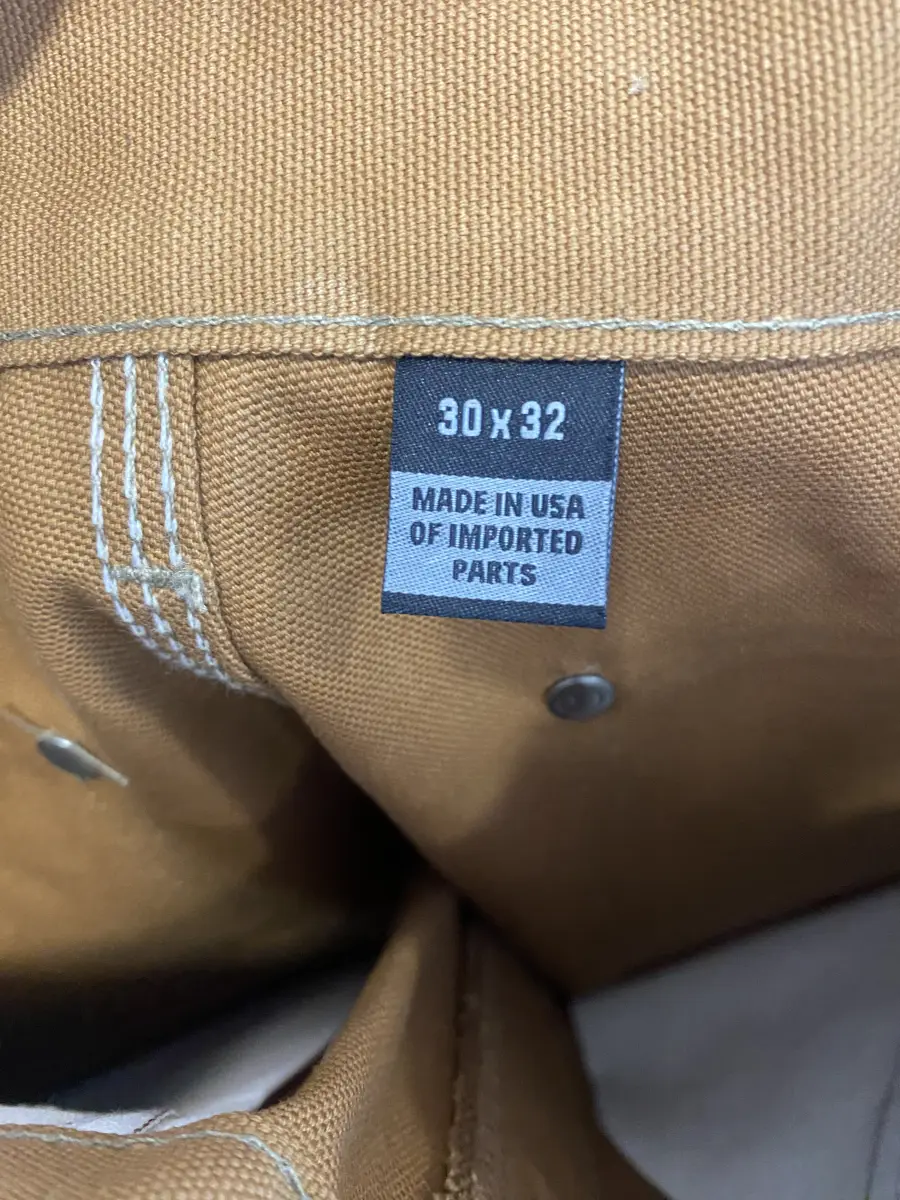 30 x 32
MADE IN USA
OF IMPORTED
PARTS